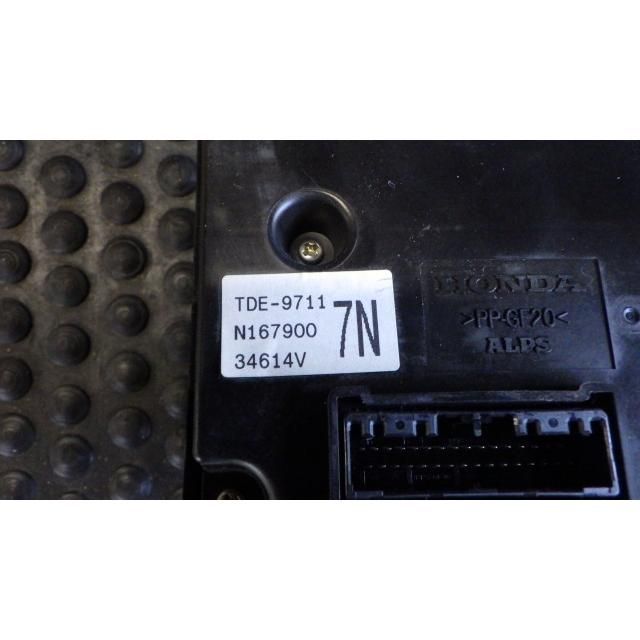 TDE-9711
N167900
34614V
7N
HONDA
>PP-GF20<
ALPS